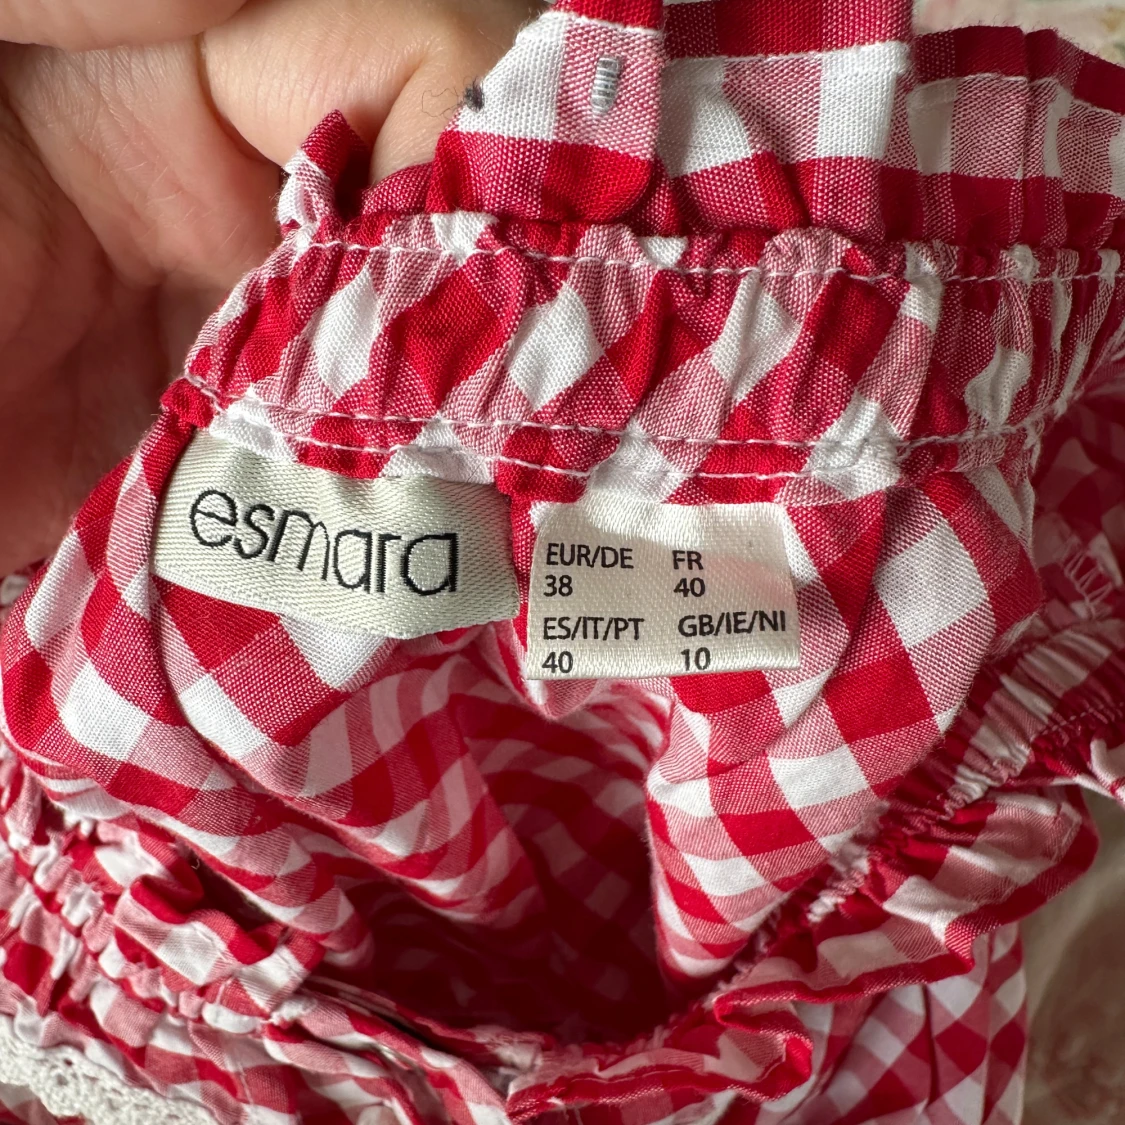 esmara
EUR/DE FR
38 40
ES/IT/PT GB/IE/NI
40 10